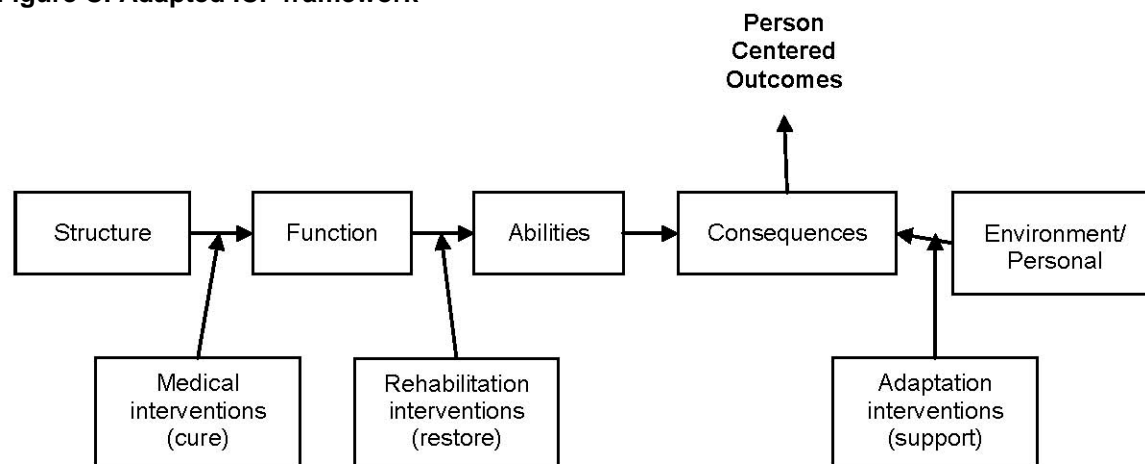 Figure Adapted ICF framework
Person
Centered
Outcomes
Structure
Function
Abilities
Consequences
Environment/
Personal
Medical
interventions
(cure)
Rehabilitation
interventions
(restore)
Adaptation
interventions
(support)